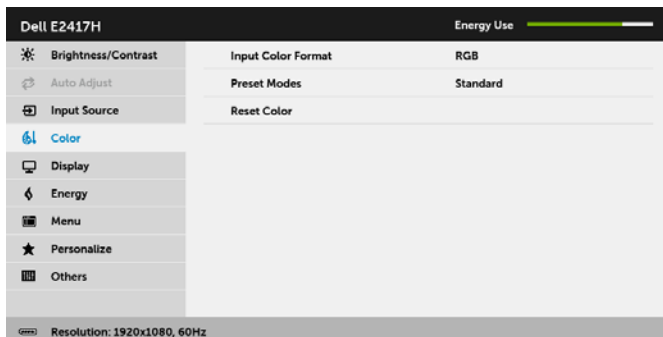 Dell E2417H Energy Use
Brightness/Contrast Input Color Format RGB
Auto Adjust Preset Modes Standard
Input Source Reset Color
Color
Display
Energy
Menu
Personalize
Others
Resolution: 1920x1080, 60Hz